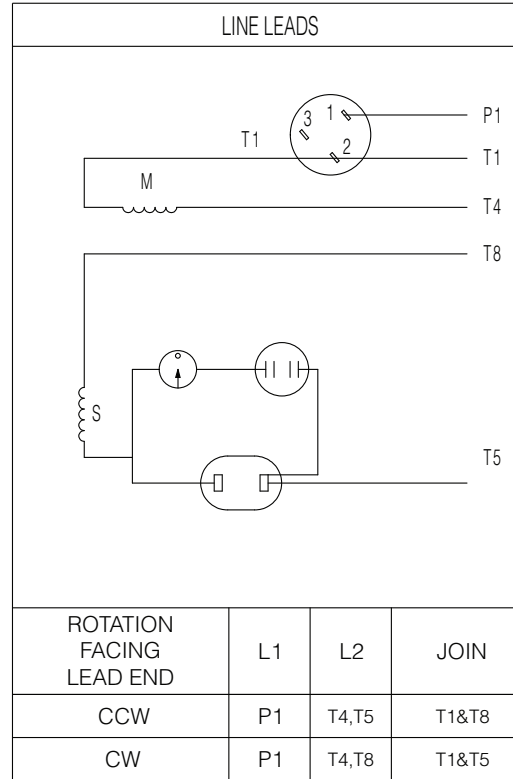 LINE LEADS
P1
1
3
T1
2
T1
M
T4
T8
S
T5
ROTATION
FACING
LEAD END
L1
L2
JOIN
CCW
P1
T4,T5
T1&T8
CW
P1
T4,T8
T1&T5